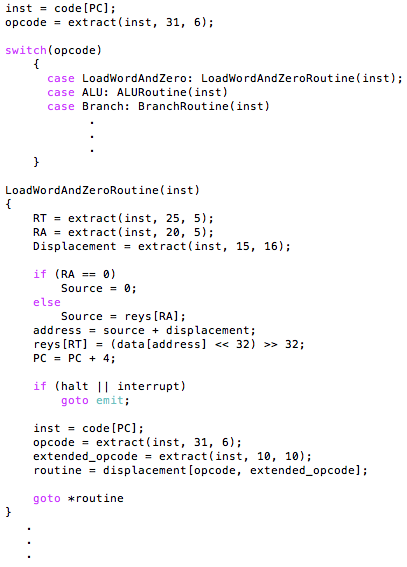 inst = code[PC];
opcode = extract(inst, 31, 6);
switch(opcode)
{
case LoadWordAndZero: LoadWordAndZeroRoutine(inst);
case ALU: ALURoutine(inst)
case Branch: BranchRoutine(inst)
.
.
.
}
LoadWordAndZeroRoutine(inst)
{
RT = extract(inst, 25, 5);
RA = extract(inst, 20, 5);
Displacement = extract(inst, 15, 16);
if (RA == 0)
Source = 0;
else
Source = reys[RA];
address = source + displacement;
reys[RT] = (data[address] << 32) >> 32;
PC = PC + 4;
if (halt || interrupt)
goto emit;
inst = code[PC];
opcode = extract(inst, 31, 6);
extended_opcode = extract(inst, 10, 10);
routine = displacement[opcode, extended_opcode];
goto *routine
}
.
.
.